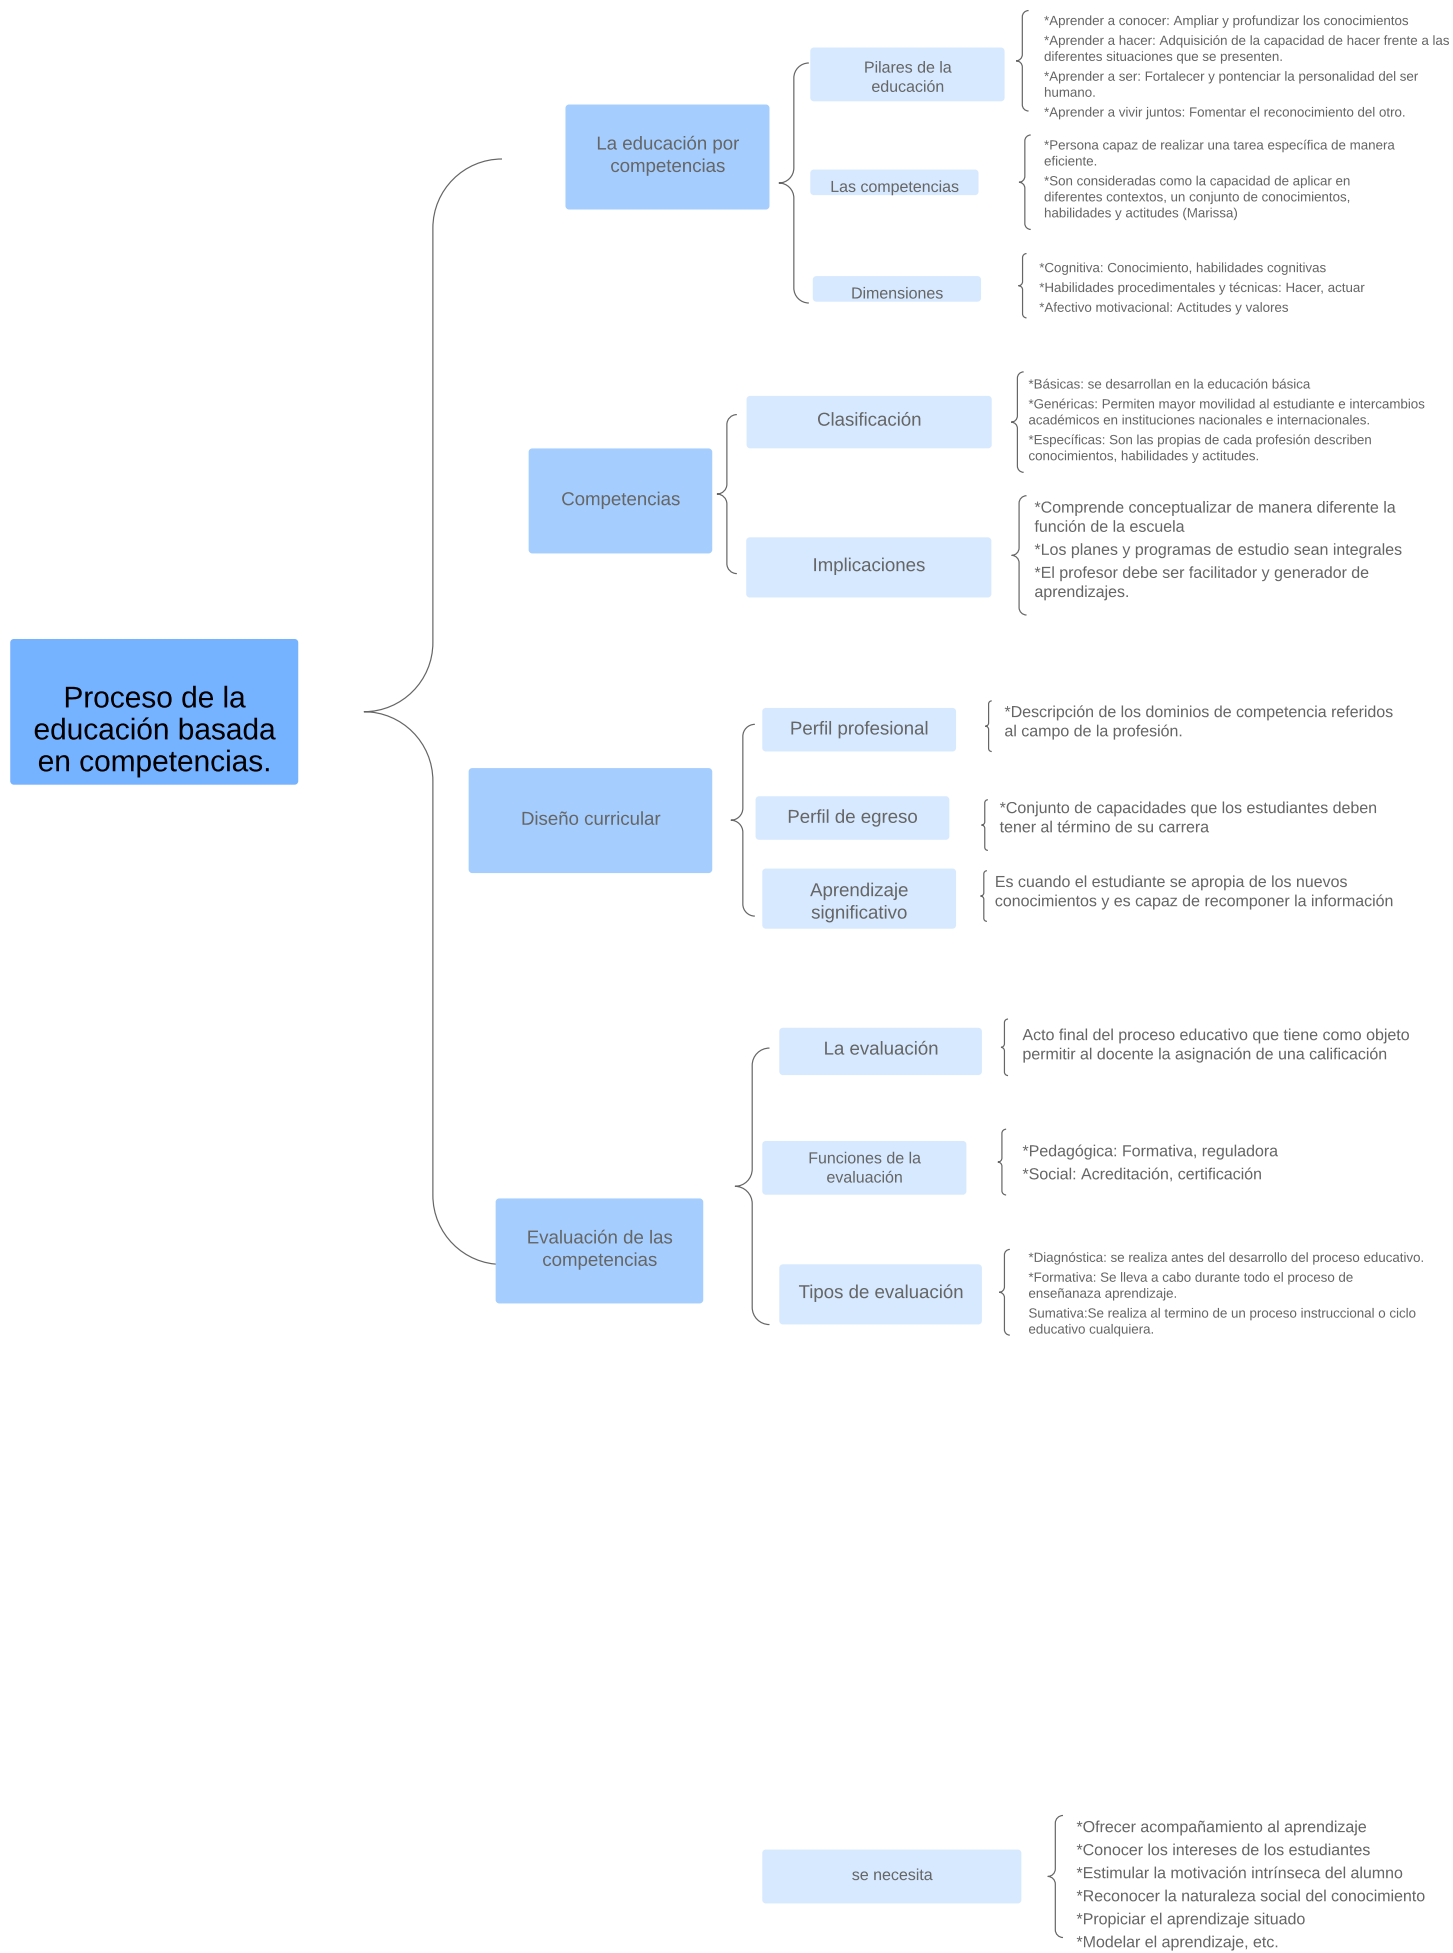 Proceso de la
educación basada
en competencias.
La educación por
competencias
Pilares de la
educación
*Aprender a conocer: Ampliar y profundizar los conocimientos
*Aprender a hacer: Adquisición de la capacidad de hacer frente a las
diferentes situaciones que se presenten.
*Aprender a ser: Fortalecer y pontenciar la personalidad del ser
humano.
*Aprender a vivir juntos: Fomentar el reconocimiento del otro.
Las competencias
*Persona capaz de realizar una tarea específica de manera
eficiente.
*Son consideradas como la capacidad de aplicar en
diferentes contextos, un conjunto de conocimientos,
habilidades y actitudes (Marissa)
Dimensiones
*Cognitiva: Conocimiento, habilidades cognitivas
*Habilidades procedimentales y técnicas: Hacer, actuar
*Afectivo motivacional: Actitudes y valores
Competencias
Clasificación
*Básicas: se desarrollan en la educación básica
*Genéricas: Permiten mayor movilidad al estudiante e intercambios
académicos en instituciones nacionales e internacionales.
*Específicas: Son las propias de cada profesión describen
conocimientos, habilidades y actitudes.
Implicaciones
*Comprende conceptualizar de manera diferente la
función de la escuela
*Los planes y programas de estudio sean integrales
*El profesor debe ser facilitador y generador de
aprendizajes.
Diseño curricular
Perfil profesional
*Descripción de los dominios de competencia referidos
al campo de la profesión.
Perfil de egreso
*Conjunto de capacidades que los estudiantes deben
tener al término de su carrera
Aprendizaje
significativo
Es cuando el estudiante se apropia de los nuevos
conocimientos y es capaz de recomponer la información
Evaluación de las
competencias
La evaluación
Acto final del proceso educativo que tiene como objeto
permitir al docente la asignación de una calificación
Funciones de la
evaluación
*Pedagógica: Formativa, reguladora
*Social: Acreditación, certificación
Tipos de evaluación
*Diagnóstica: se realiza antes del desarrollo del proceso educativo.
*Formativa: Se lleva a cabo durante todo el proceso de
enseñanaza aprendizaje.
Sumativa:Se realiza al termino de un proceso instruccional o ciclo
educativo cualquiera.
se necesita
*Ofrecer acompañamiento al aprendizaje
*Conocer los intereses de los estudiantes
*Estimular la motivación intrínseca del alumno
*Reconocer la naturaleza social del conocimiento
*Propiciar el aprendizaje situado
*Modelar el aprendizaje, etc.